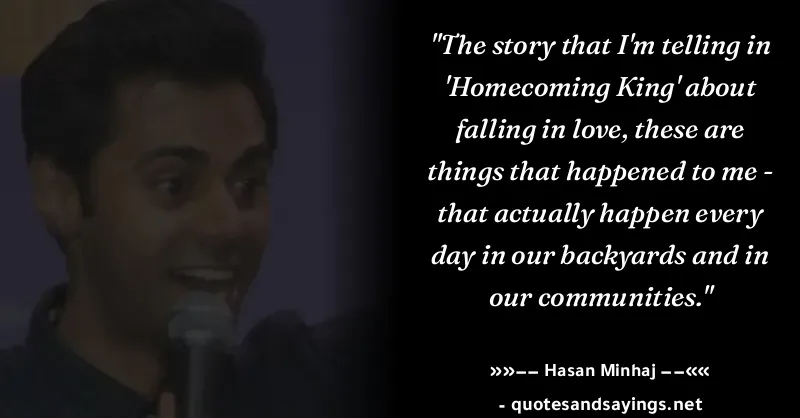 "The story that I'm telling in
'Homecoming King' about
falling in love, these are
things that happened to me -
that actually happen every
day in our backyards and in
our communities."
»»−− Hasan Minhaj −−««
- quotesandsayings.net